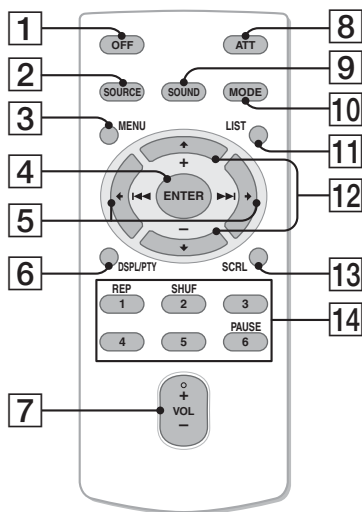 1
OFF
ATT
8
2
SOURCE
SOUND
MODE
9
10
3
MENU
LIST
11
4
+
ENTER
−
5
12
6
DSPL/PTY
SCRL
13
REP
SHUF
1
2
3
PAUSE
4
5
6
14
7
+
VOL
−